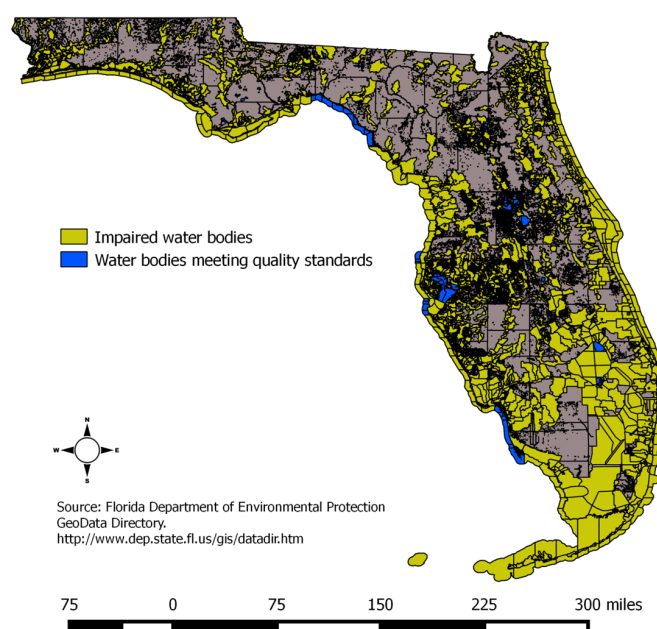 Impaired water bodies
Water bodies meeting quality standards
N
W E
S
Source: Florida Department of Environmental Protection
GeoData Directory.
http://www.dep.state.fl.us/gis/datadir.htm
75 0 75 150 225 300 miles